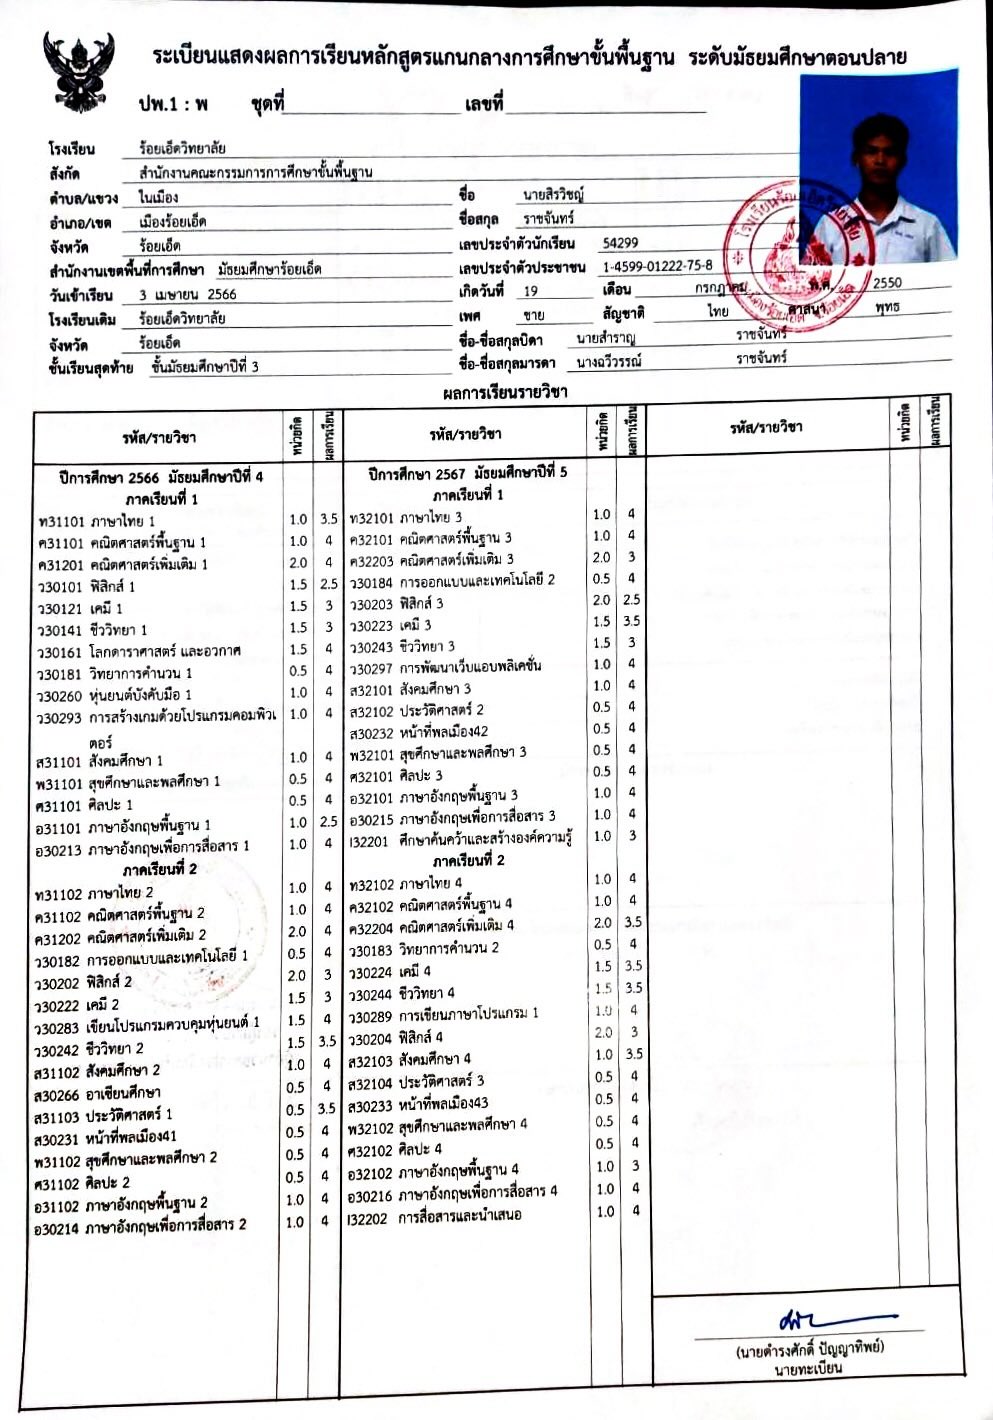 ระเบียนแสดงผลการเรียนหลักสูตรแกนกลางการศึกษาขั้นพื้นฐาน ระดับมัธยมศึกษาตอนปลาย
ปพ.1 : พ ชุดที่ เลขที่
โรงเรียน ร้อยเอ็ดวิทยาลัย
สังกัด สำนักงานคณะกรรมการการศึกษาขั้นพื้นฐาน
ตำบล/แขวง ในเมือง
อำเภอ/เขต เมืองร้อยเอ็ด
จังหวัด ร้อยเอ็ด
สำนักงานเขตพื้นที่การศึกษา มัธยมศึกษาร้อยเอ็ด
วันเข้าเรียน 3 เมษายน 2566
โรงเรียนเดิม ร้อยเอ็ดวิทยาลัย
จังหวัด ร้อยเอ็ด
ชั้นเรียนสุดท้าย ชั้นมัธยมศึกษาปีที่ 3
ชื่อ นายสิรวิชญ์
ชื่อสกุล ราชจันทร์
เลขประจำตัวนักเรียน 54299
เลขประจำตัวประชาชน 1-4599-01222-75-8
เกิดวันที่ 19 เดือน กรกฎาคม พ.ศ. 2550
เพศ ชาย สัญชาติ ไทย ศาสนา พุทธ
ชื่อ-ชื่อสกุลบิดา นายสำราญ ราชจันทร์
ชื่อ-ชื่อสกุลมารดา นางฉวีวรรณ์ ราชจันทร์
ผลการเรียนรายวิชา
รหัส/รายวิชา หน่วยกิต ผลการเรียน
ปีการศึกษา 2566 มัธยมศึกษาปีที่ 4
ภาคเรียนที่ 1
ท31101 ภาษาไทย 1 1.0 3.5
ค31101 คณิตศาสตร์พื้นฐาน 1 1.0 4
ค31201 คณิตศาสตร์เพิ่มเติม 1 2.0 4
ว30101 ฟิสิกส์ 1 1.5 2.5
ว30121 เคมี 1 1.5 3
ว30141 ชีววิทยา 1 1.5 3
ว30161 โลกดาราศาสตร์ และอวกาศ 1.5 4
ว30181 วิทยาการคำนวน 1 0.5 4
ว30260 หุ่นยนต์บังคับมือ 1 1.0 4
ว30293 การสร้างเกมด้วยโปรแกรมคอมพิวเ 1.0 4
ตอร์
ส31101 สังคมศึกษา 1 1.0 4
พ31101 สุขศึกษาและพลศึกษา 1 0.5 4
ศ31101 ศิลปะ 1 0.5 4
อ31101 ภาษาอังกฤษพื้นฐาน 1 1.0 2.5
อ30213 ภาษาอังกฤษเพื่อการสื่อสาร 1 1.0 4
ภาคเรียนที่ 2
ท31102 ภาษาไทย 2 1.0 4
ค31102 คณิตศาสตร์พื้นฐาน 2 1.0 4
ค31202 คณิตศาสตร์เพิ่มเติม 2 2.0 4
ว30182 การออกแบบและเทคโนโลยี 1 0.5 4
ว30202 ฟิสิกส์ 2 2.0 3
ว30222 เคมี 2 1.5 3
ว30283 เขียนโปรแกรมควบคุมหุ่นยนต์ 1 1.5 4
ว30242 ชีววิทยา 2 1.5 3.5
ส31102 สังคมศึกษา 2 1.0 4
ส30266 อาเซียนศึกษา 0.5 4
ส31103 ประวัติศาสตร์ 1 0.5 3.5
ส30231 หน้าที่พลเมือง41 0.5 4
พ31102 สุขศึกษาและพลศึกษา 2 0.5 4
ศ31102 ศิลปะ 2 0.5 4
อ31102 ภาษาอังกฤษพื้นฐาน 2 1.0 4
อ30214 ภาษาอังกฤษเพื่อการสื่อสาร 2 1.0 4
รหัส/รายวิชา หน่วยกิต ผลการเรียน
ปีการศึกษา 2567 มัธยมศึกษาปีที่ 5
ภาคเรียนที่ 1
ท32101 ภาษาไทย 3 1.0 4
ค32101 คณิตศาสตร์พื้นฐาน 3 1.0 4
ค32203 คณิตศาสตร์เพิ่มเติม 3 2.0 3
ว30184 การออกแบบและเทคโนโลยี 2 0.5 4
ว30203 ฟิสิกส์ 3 2.0 2.5
ว30223 เคมี 3 1.5 3.5
ว30243 ชีววิทยา 3 1.5 3
ว30297 การพัฒนาเว็บแอบพลิเคชั่น 1.0 4
ส32101 สังคมศึกษา 3 1.0 4
ส32102 ประวัติศาสตร์ 2 0.5 4
ส30232 หน้าที่พลเมือง42 0.5 4
พ32101 สุขศึกษาและพลศึกษา 3 0.5 4
ศ32101 ศิลปะ 3 0.5 4
อ32101 ภาษาอังกฤษพื้นฐาน 3 1.0 4
อ30215 ภาษาอังกฤษเพื่อการสื่อสาร 3 1.0 4
I32201 ศึกษาค้นคว้าและสร้างองค์ความรู้ 1.0 3
ภาคเรียนที่ 2
ท32102 ภาษาไทย 4 1.0 4
ค32102 คณิตศาสตร์พื้นฐาน 4 1.0 4
ค32204 คณิตศาสตร์เพิ่มเติม 4 2.0 3.5
ว30183 วิทยาการคำนวน 2 0.5 4
ว30224 เคมี 4 1.5 3.5
ว30244 ชีววิทยา 4 1.5 3.5
ว30289 การเขียนภาษาโปรแกรม 1 1.0 4
ว30204 ฟิสิกส์ 4 2.0 3
ส32103 สังคมศึกษา 4 1.0 3.5
ส32104 ประวัติศาสตร์ 3 0.5 4
ส30233 หน้าที่พลเมือง43 0.5 4
พ32102 สุขศึกษาและพลศึกษา 4 0.5 4
ศ32102 ศิลปะ 4 0.5 4
อ32102 ภาษาอังกฤษพื้นฐาน 4 1.0 3
อ30216 ภาษาอังกฤษเพื่อการสื่อสาร 4 1.0 4
I32202 การสื่อสารและนำเสนอ 1.0 4
รหัส/รายวิชา หน่วยกิต ผลการเรียน
(นายดำรงศักดิ์ ปัญญาทิพย์)
นายทะเบียน